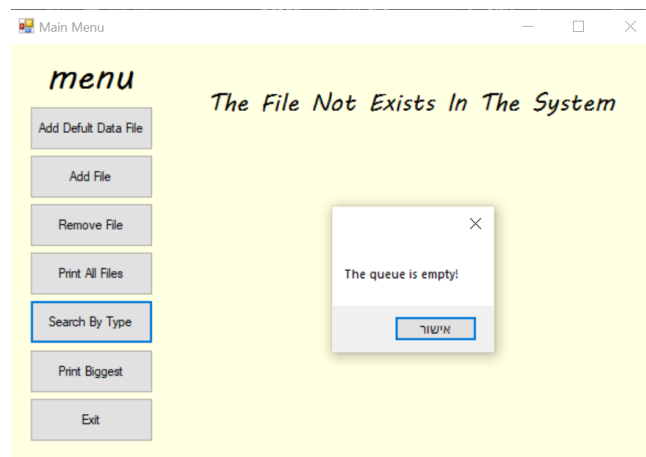 Main Menu
menu
The File Not Exists In The System
Add Defult Data File
Add File
Remove File
Print All Files
Search By Type
Print Biggest
Exit
The queue is empty!
אישור